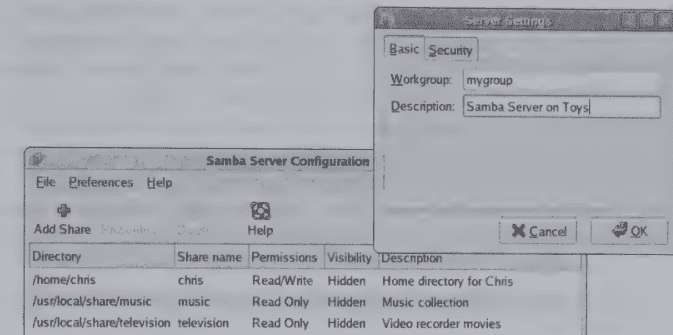 Server Settings
Basic Security
Workgroup: mygroup
Description: Samba Server on Toys
Cancel OK
Samba Server Configuration
File Preferences Help
Add Share Properties Delete Help
Directory Share name Permissions Visibility Description
/home/chris chris Read/Write Hidden Home directory for Chris
/usr/local/share/music music Read Only Hidden Music collection
/usr/local/share/television television Read Only Hidden Video recorder movies